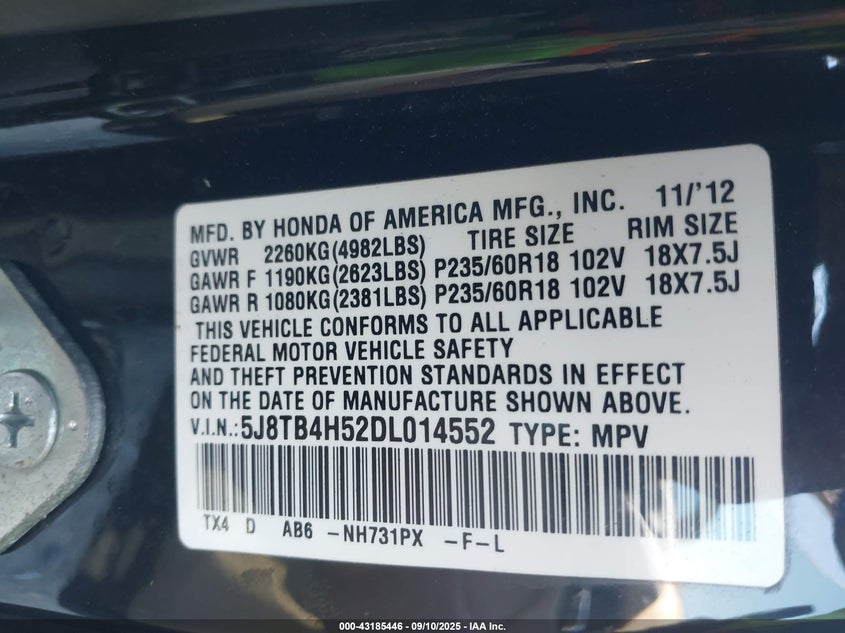 MFD. BY HONDA OF AMERICA MFG., INC. 11/'12
GVWR 2260KG(4982LBS) TIRE SIZE RIM SIZE
GAWR F 1190KG(2623LBS) P235/60R18 102V 18X7.5J
GAWR R 1080KG(2381LBS) P235/60R18 102V 18X7.5J
THIS VEHICLE CONFORMS TO ALL APPLICABLE
FEDERAL MOTOR VEHICLE SAFETY
AND THEFT PREVENTION STANDARDS IN EFFECT
ON THE DATE OF MANUFACTURE SHOWN ABOVE.
V.I.N.:5J8TB4H52DL014552 TYPE: MPV
TX4 D AB6 -NH731PX -F-L
000-43185446 - 09/10/2025 - IAA Inc.